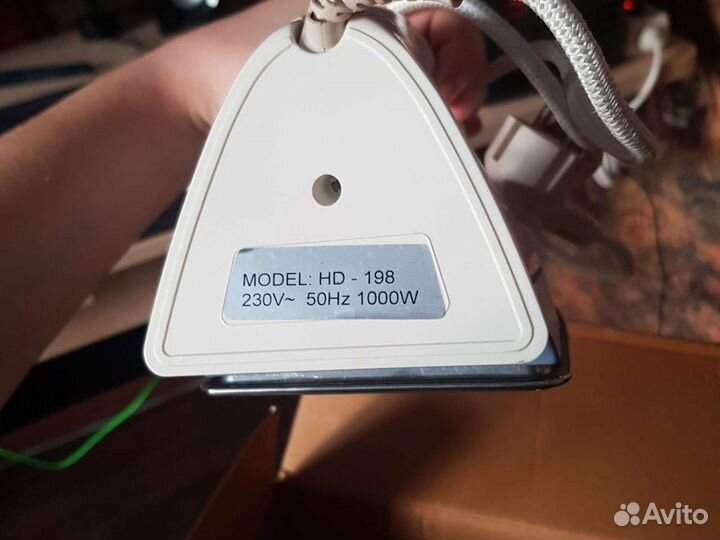 MODEL: HD - 198
230V~ 50Hz 1000W
Avito